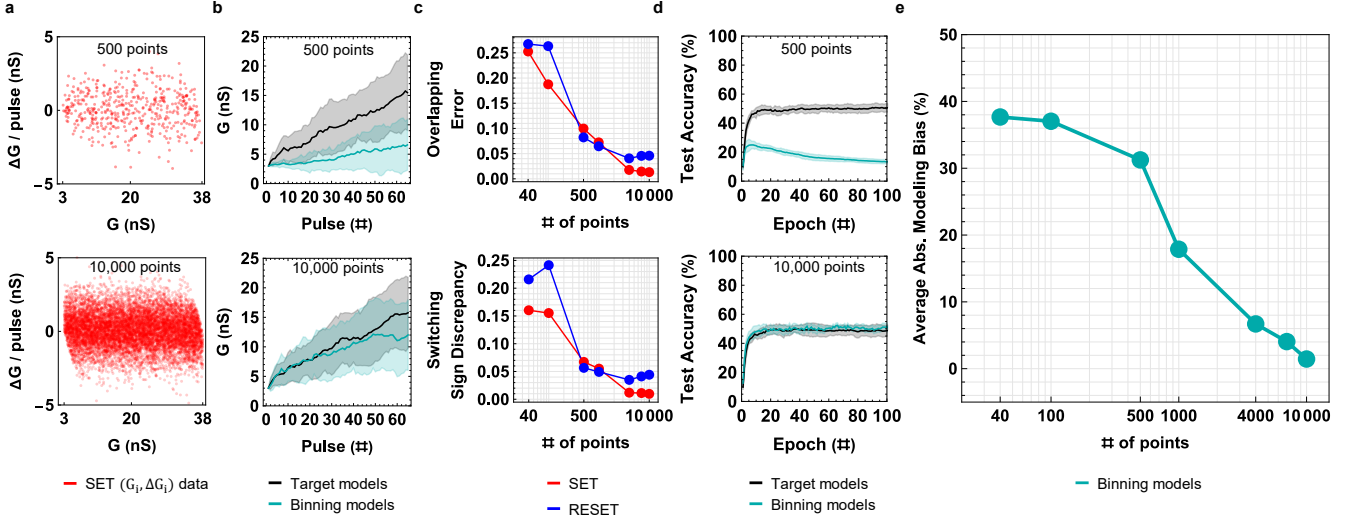 a
b
c
d
e
500 points
ΔG / pulse (nS)
5
0
−5
3
20
38
G (nS)
500 points
G (nS)
25
20
15
10
5
0
0 10 20 30 40 50 60
Pulse (#)
Overlapping
Error
0.25
0.20
0.15
0.10
0.05
0.00
40
500
10 000
# of points
500 points
Test Accuracy (%)
100
80
60
40
20
0
0 20 40 60 80 100
Epoch (#)
10,000 points
ΔG / pulse (nS)
5
0
−5
3
20
38
G (nS)
10,000 points
G (nS)
25
20
15
10
5
0
0 10 20 30 40 50 60
Pulse (#)
Switching
Sign Discrepancy
0.25
0.20
0.15
0.10
0.05
0.00
40
500
10 000
# of points
10,000 points
Test Accuracy (%)
100
80
60
40
20
0
0 20 40 60 80 100
Epoch (#)
Average Abs. Modeling Bias (%)
50
40
30
20
10
0
40 100 500 1000 4000 10 000
# of points
SET (Gᵢ, ΔGᵢ) data
Target models
Binning models
SET
RESET
Target models
Binning models
Binning models